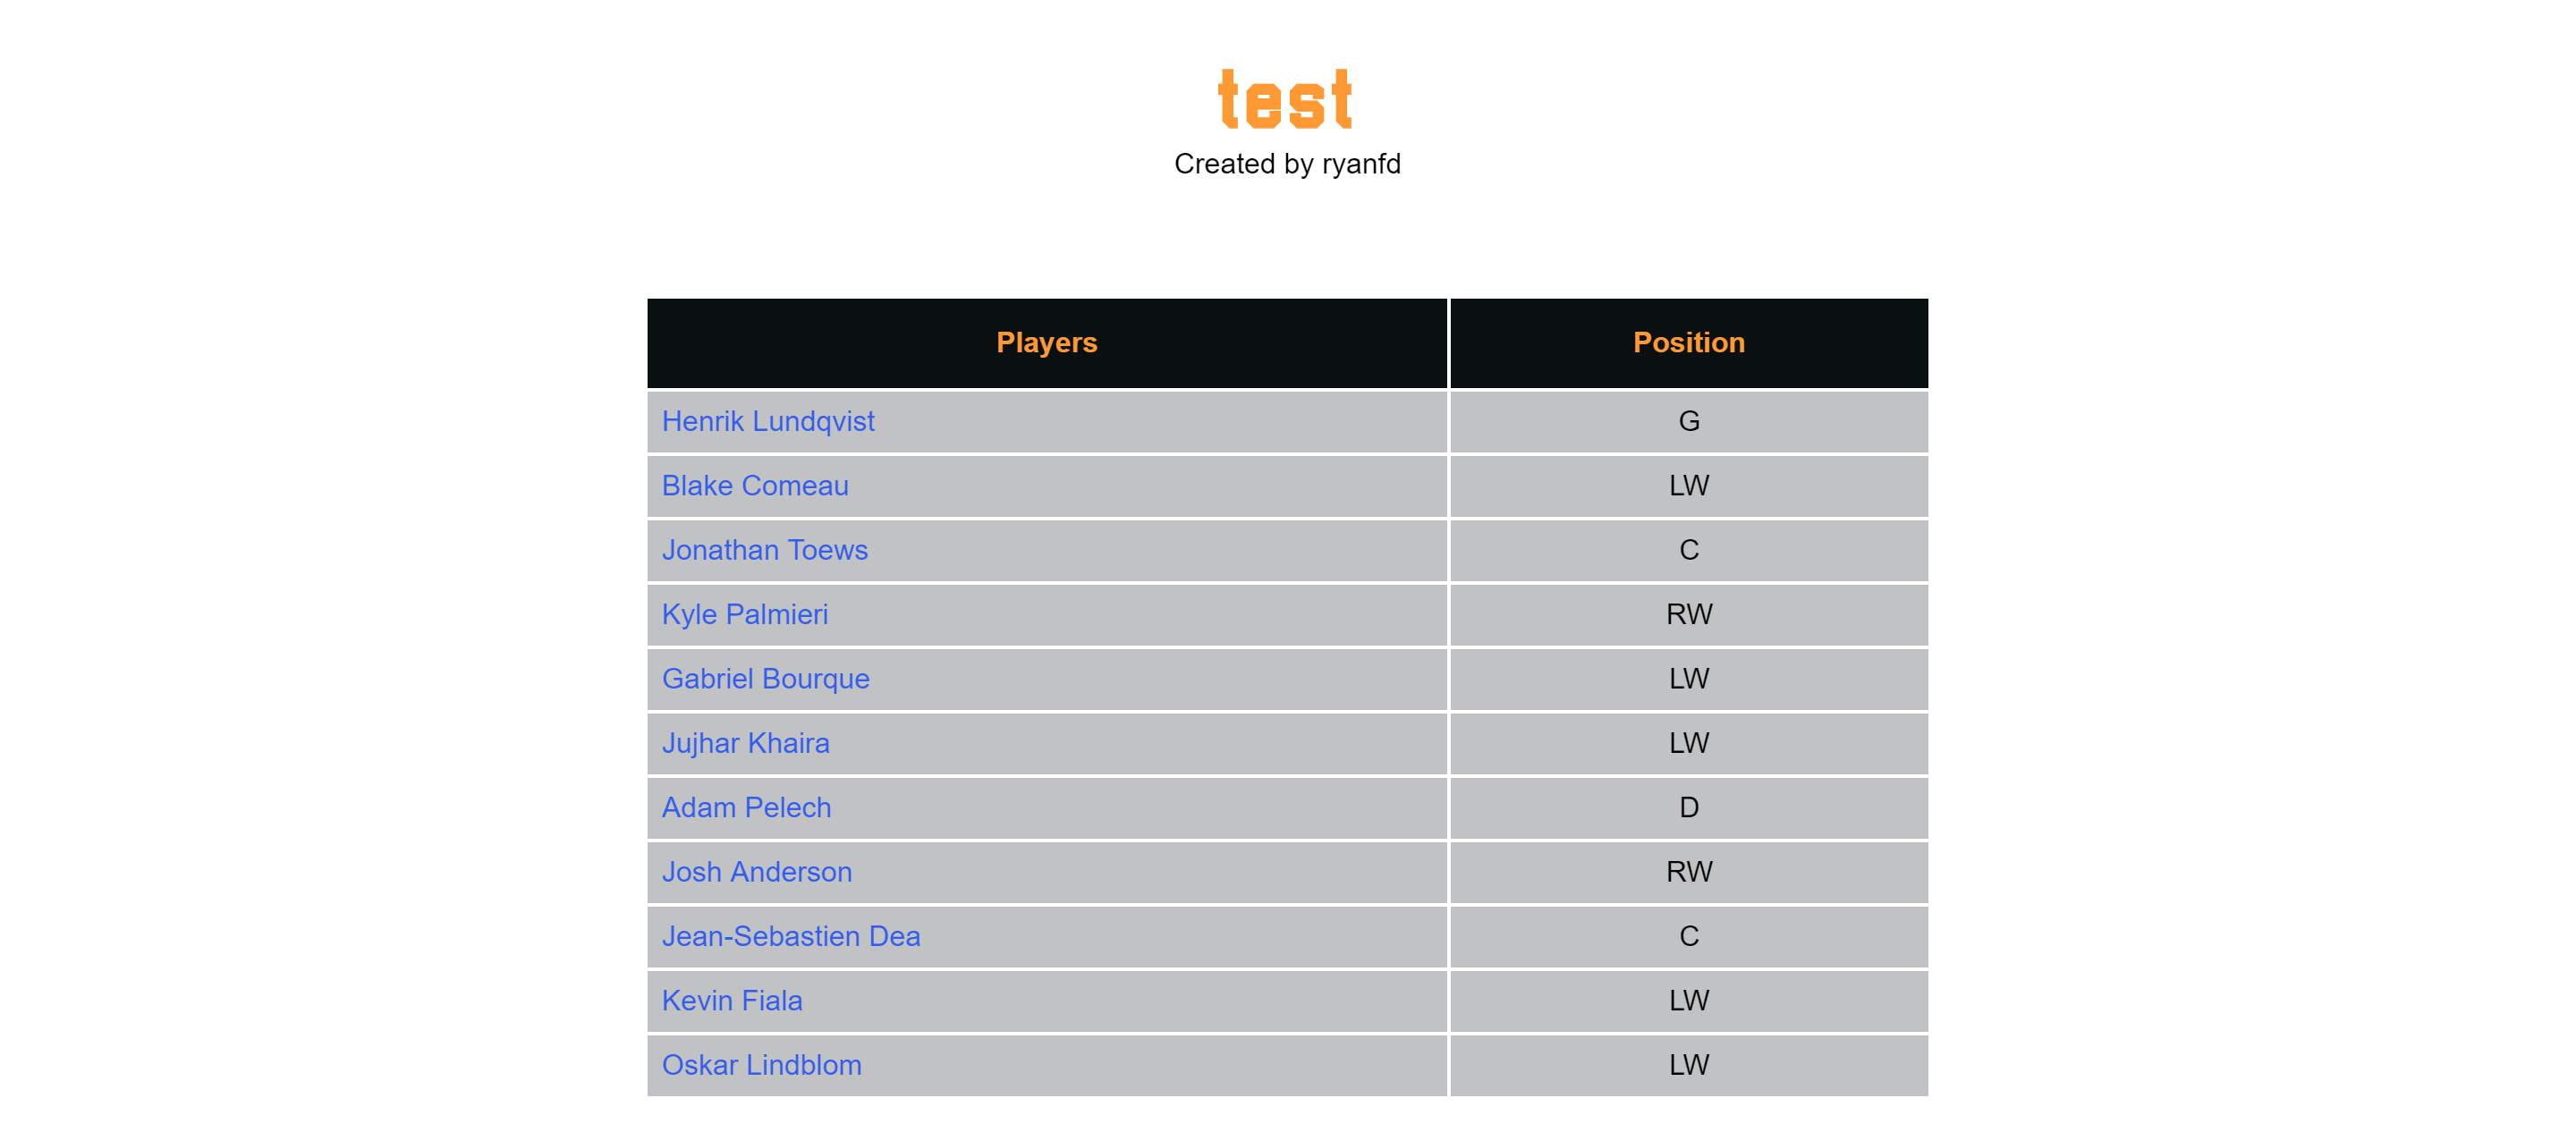 test
Created by ryanfd
Players Position
Henrik Lundqvist G
Blake Comeau LW
Jonathan Toews C
Kyle Palmieri RW
Gabriel Bourque LW
Jujhar Khaira LW
Adam Pelech D
Josh Anderson RW
Jean-Sebastien Dea C
Kevin Fiala LW
Oskar Lindblom LW